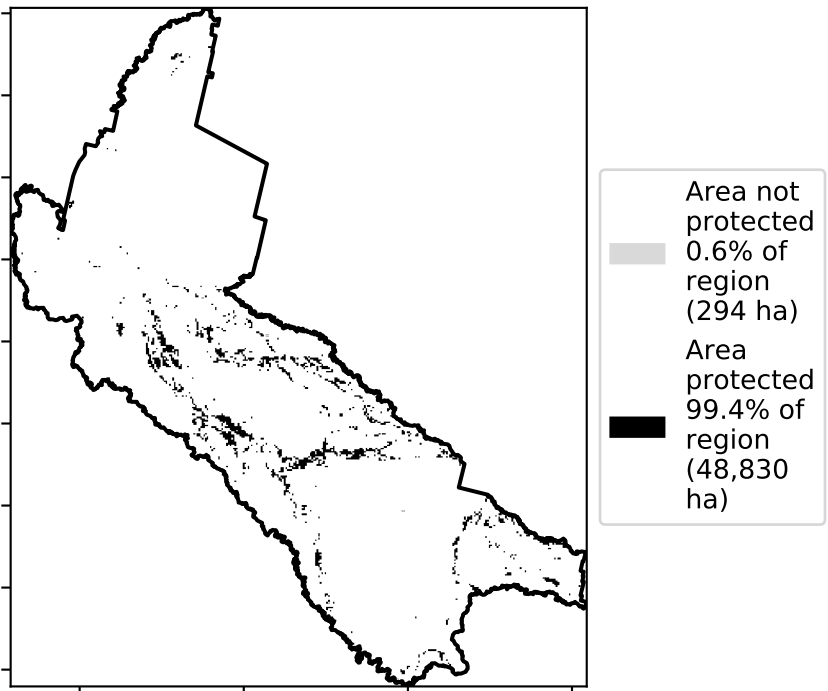 Area not
protected
0.6% of
region
(294 ha)
Area
protected
99.4% of
region
(48,830
ha)